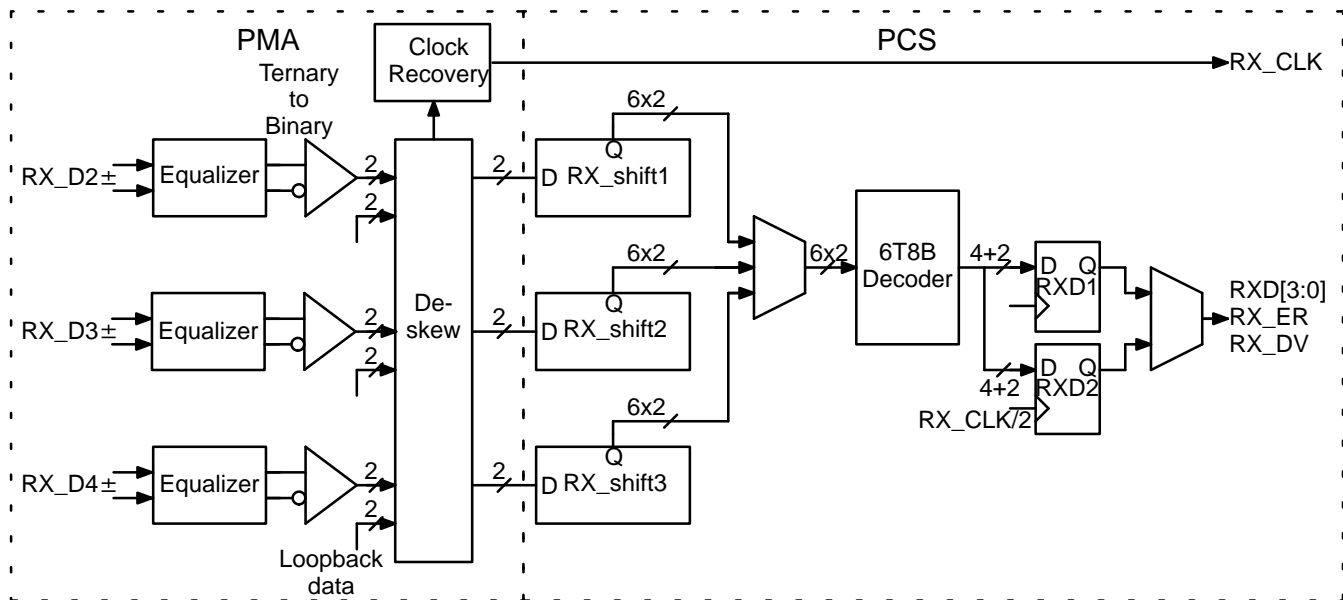 PMA
PCS
Clock
Recovery
RX_CLK
Ternary
to
Binary
6x2
Q
RX_D2±
Equalizer
2
2
2
D RX_shift1
6x2
6x2
6T8B
Decoder
4+2
D Q
RXD1
RXD[3:0]
RX_ER
RX_DV
Q
RX_D3±
Equalizer
2
2
De-
skew
2
D RX_shift2
4+2
D Q
RXD2
RX_CLK/2
6x2
Q
RX_D4±
Equalizer
2
2
2
D RX_shift3
Loopback
data